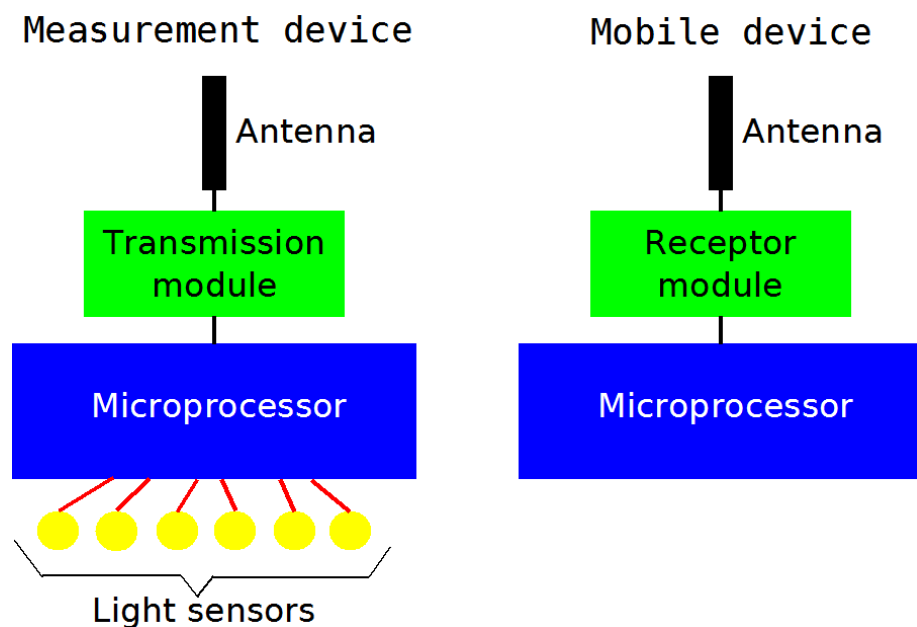 Measurement device
Antenna
Transmission
module
Microprocessor
Light sensors
Mobile device
Antenna
Receptor
module
Microprocessor